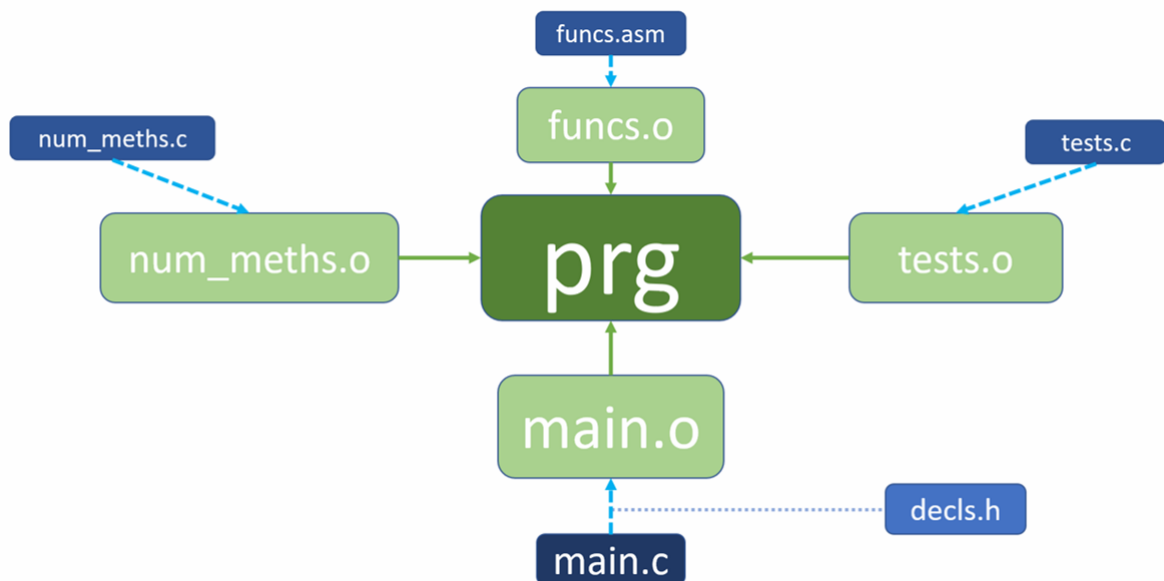 funcs.asm
funcs.o
num_meths.c
tests.c
num_meths.o
prg
tests.o
main.o
decls.h
main.c